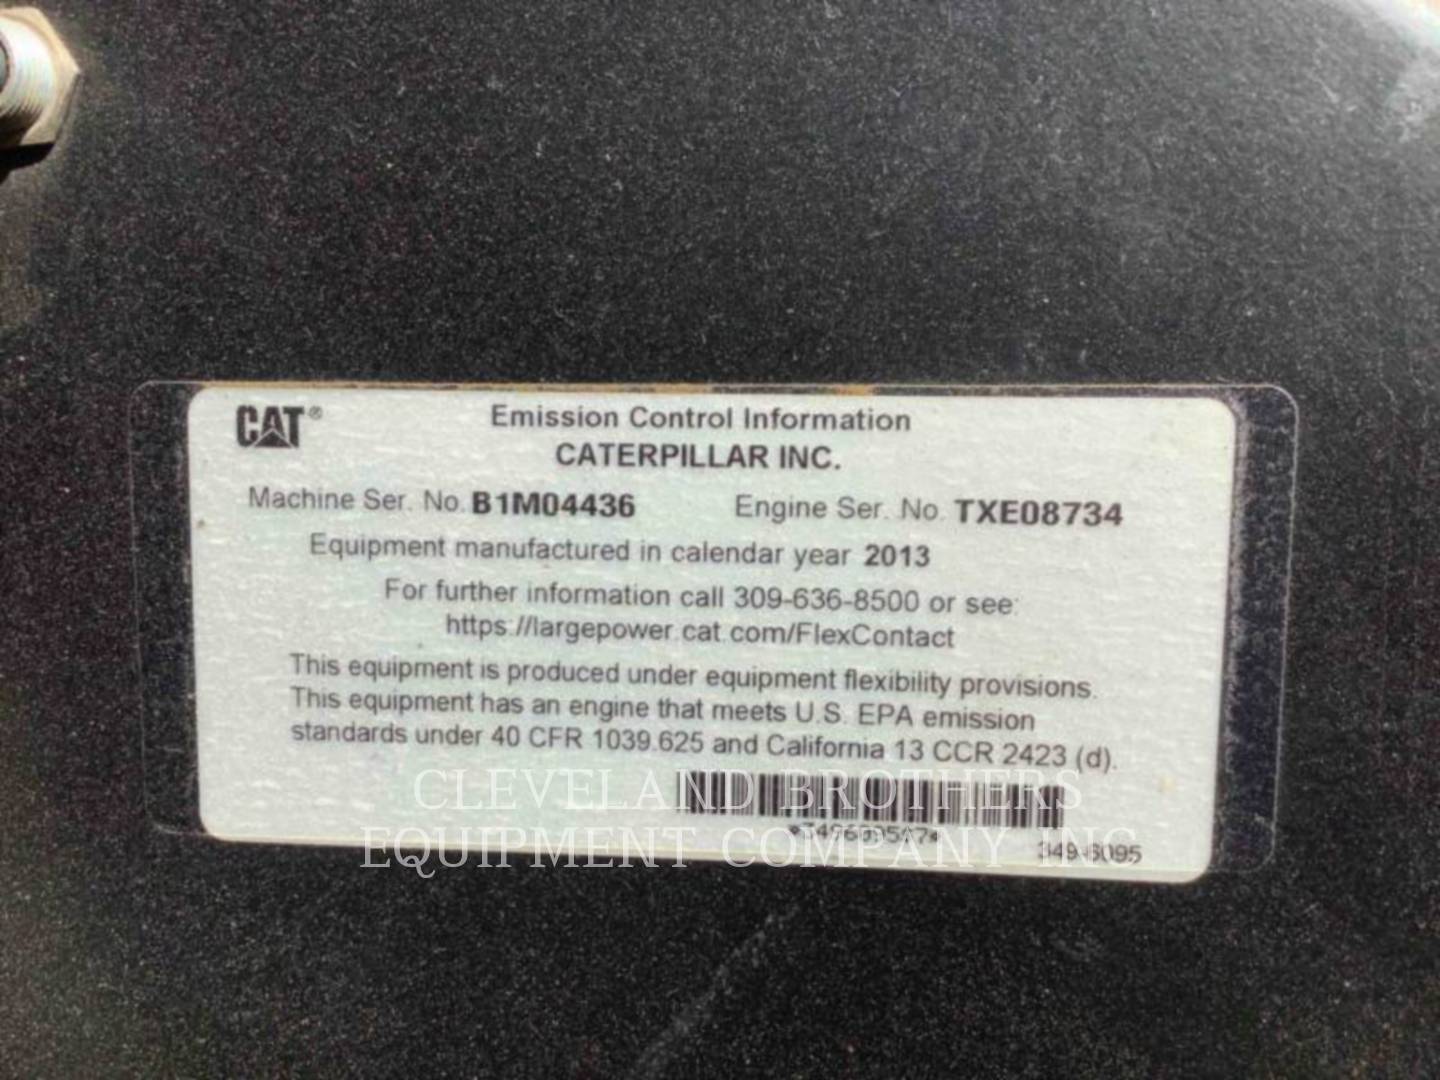 CAT®
Emission Control Information
CATERPILLAR INC.
Machine Ser. No. B1M04436 Engine Ser. No. TXE08734
Equipment manufactured in calendar year 2013
For further information call 309-636-8500 or see:
https://largepower.cat.com/FlexContact
This equipment is produced under equipment flexibility provisions.
This equipment has an engine that meets U.S. EPA emission
standards under 40 CFR 1039.625 and California 13 CCR 2423 (d).
CLEVELAND BROTHERS
EQUIPMENT COMPANY INC
349-6095